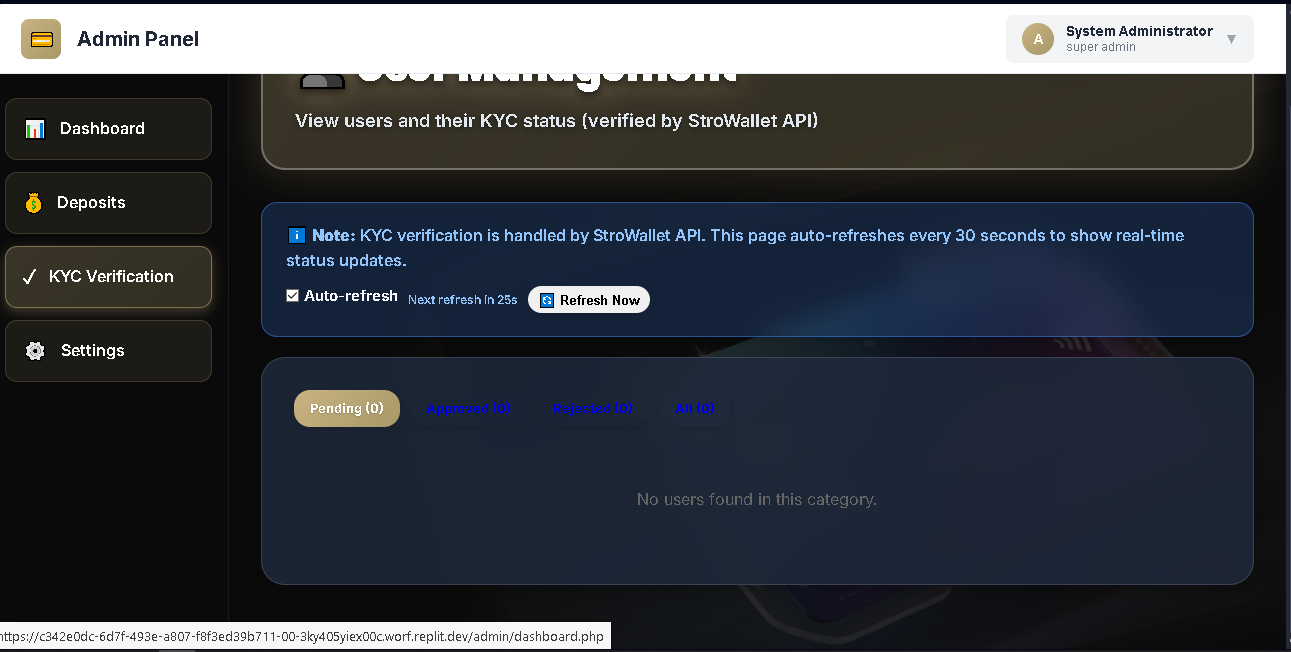 Admin Panel
A
System Administrator
super admin
User Management
View users and their KYC status (verified by StroWallet API)
Dashboard
Deposits
KYC Verification
Settings
Note: KYC verification is handled by StroWallet API. This page auto-refreshes every 30 seconds to show real-time
status updates.
Auto-refresh Next refresh in 25s Refresh Now
Pending (0) Approved (0) Rejected (0) All (0)
No users found in this category.
https://c342e0dc-6d7f-493e-a807-f8f3ed39b711-00-3ky405yiex00c.worf.replit.dev/admin/dashboard.php